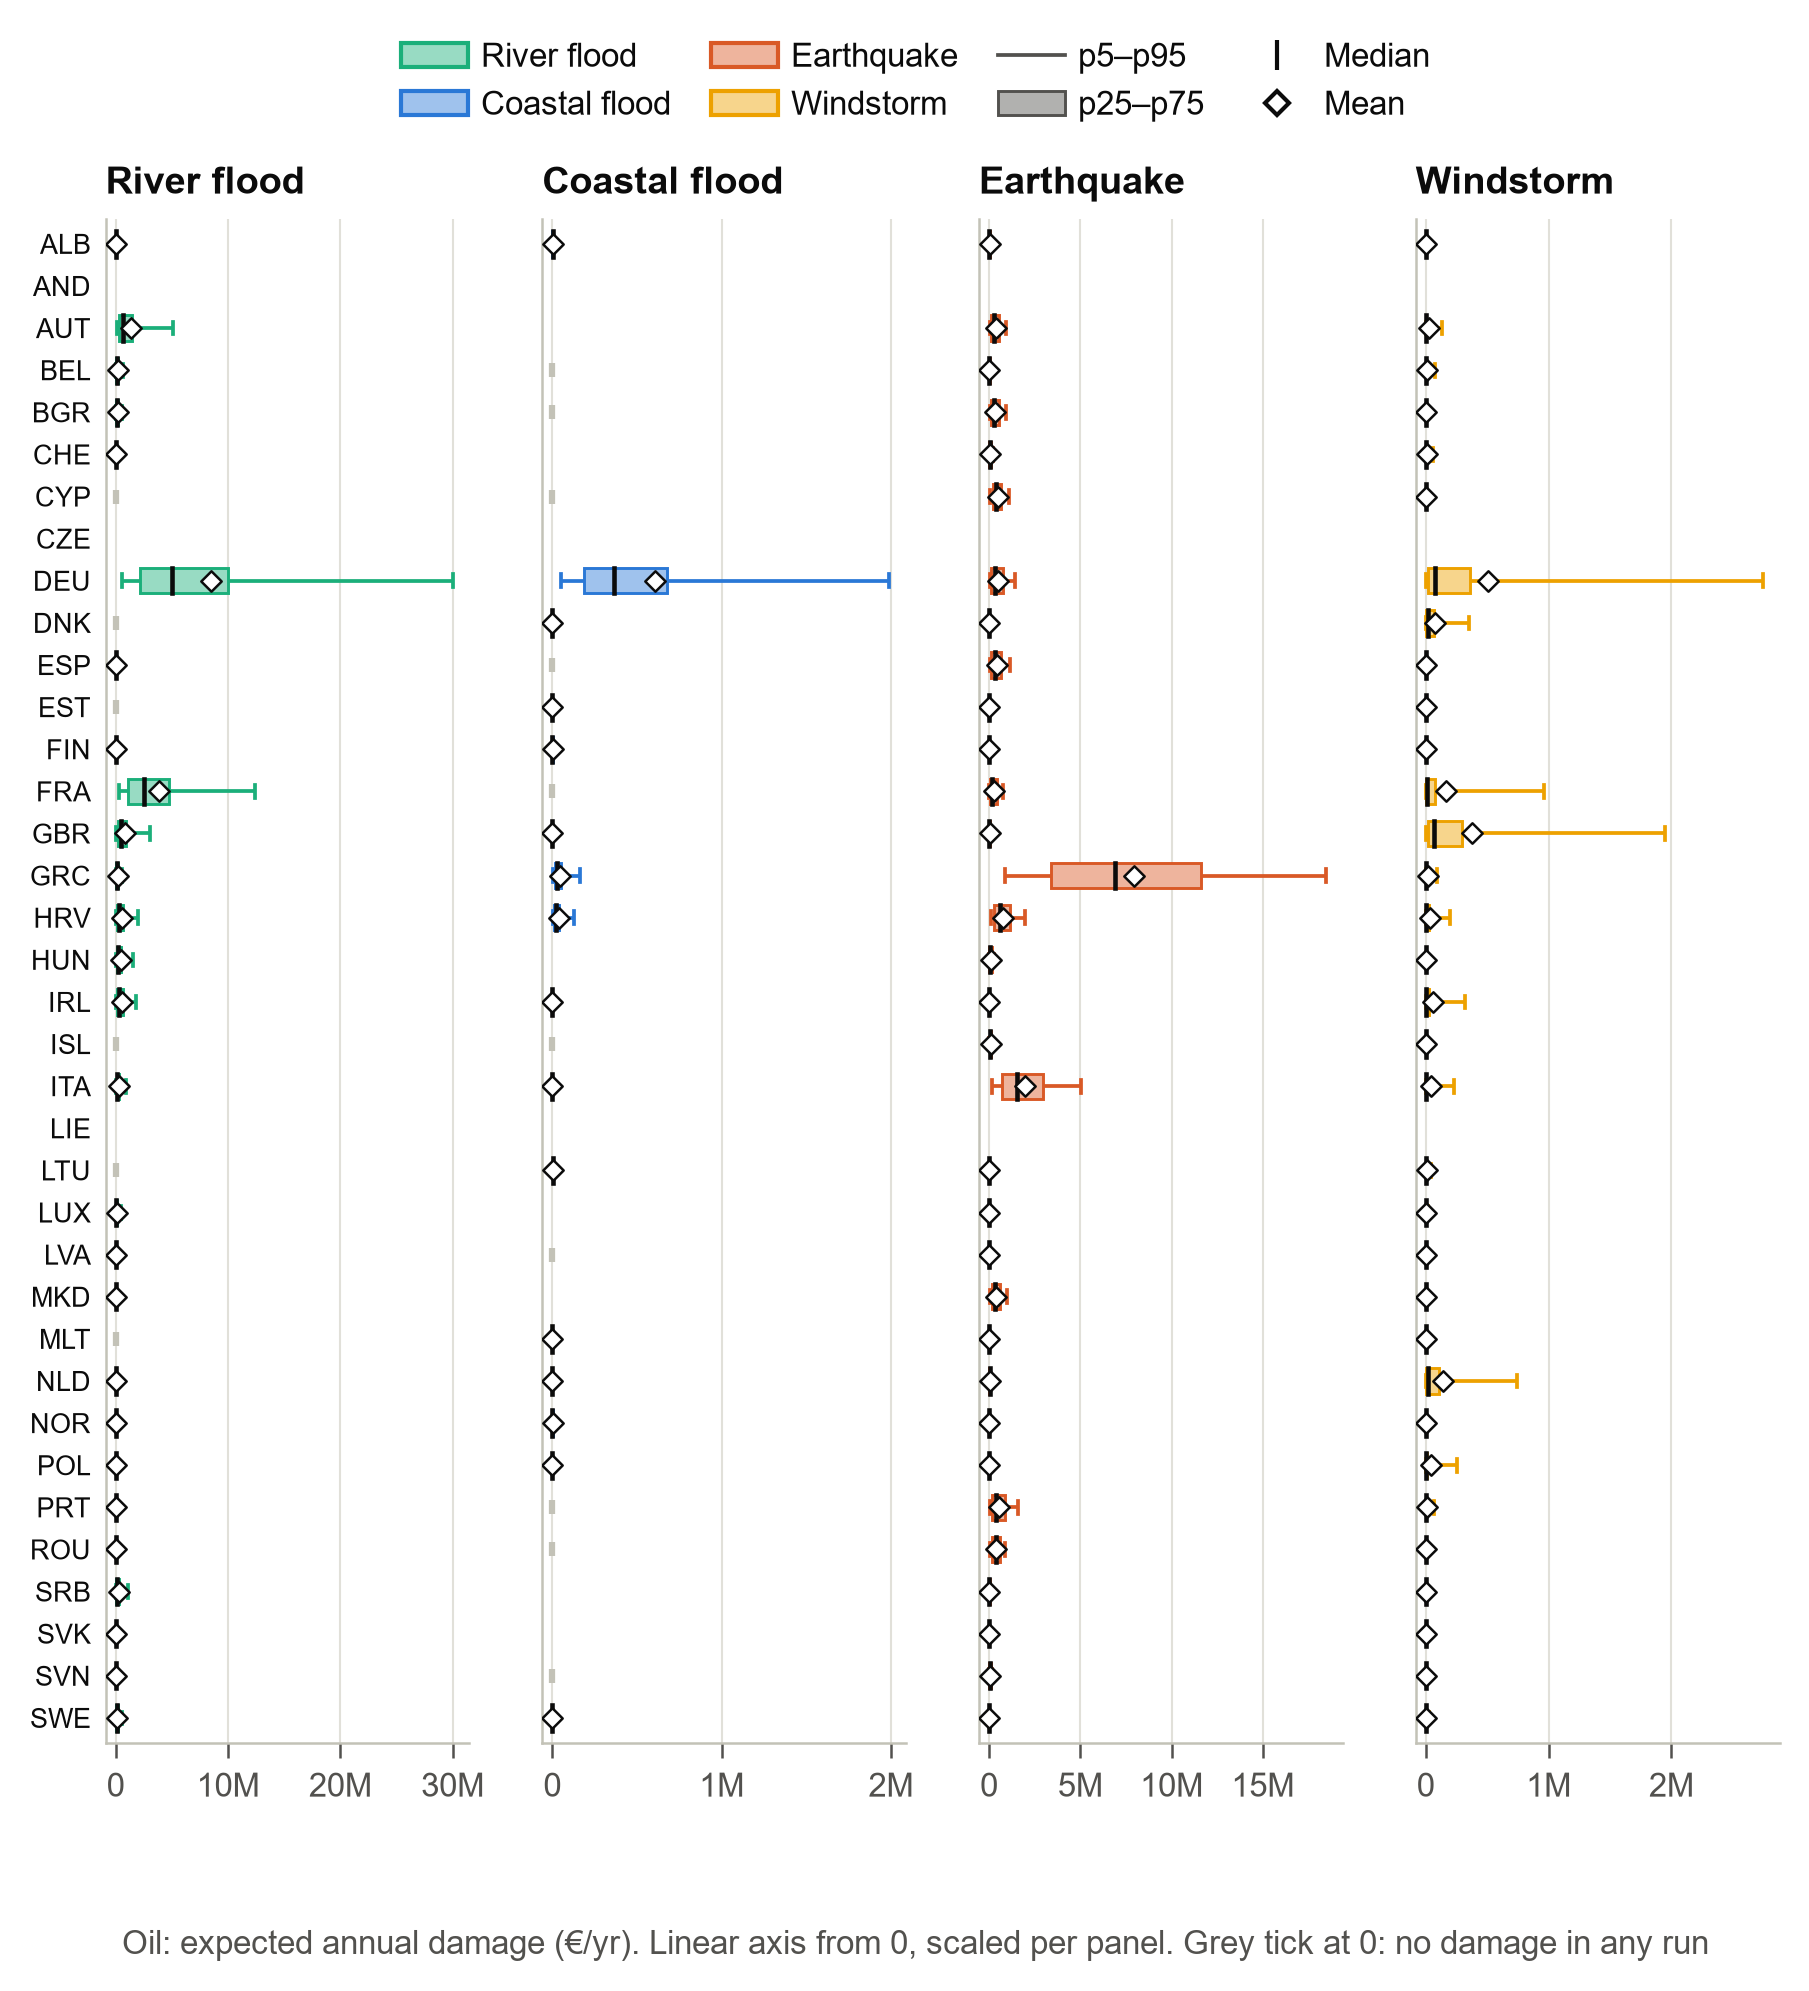 River flood
Earthquake
p5–p95
Median
Coastal flood
Windstorm
p25–p75
Mean
River flood
Coastal flood
Earthquake
Windstorm
ALB
AND
AUT
BEL
BGR
CHE
CYP
CZE
DEU
DNK
ESP
EST
FIN
FRA
GBR
GRC
HRV
HUN
IRL
ISL
ITA
LIE
LTU
LUX
LVA
MKD
MLT
NLD
NOR
POL
PRT
ROU
SRB
SVK
SVN
SWE
0 10M 20M 30M
0 1M 2M
0 5M 10M 15M
0 1M 2M
Oil: expected annual damage (€/yr). Linear axis from 0, scaled per panel. Grey tick at 0: no damage in any run